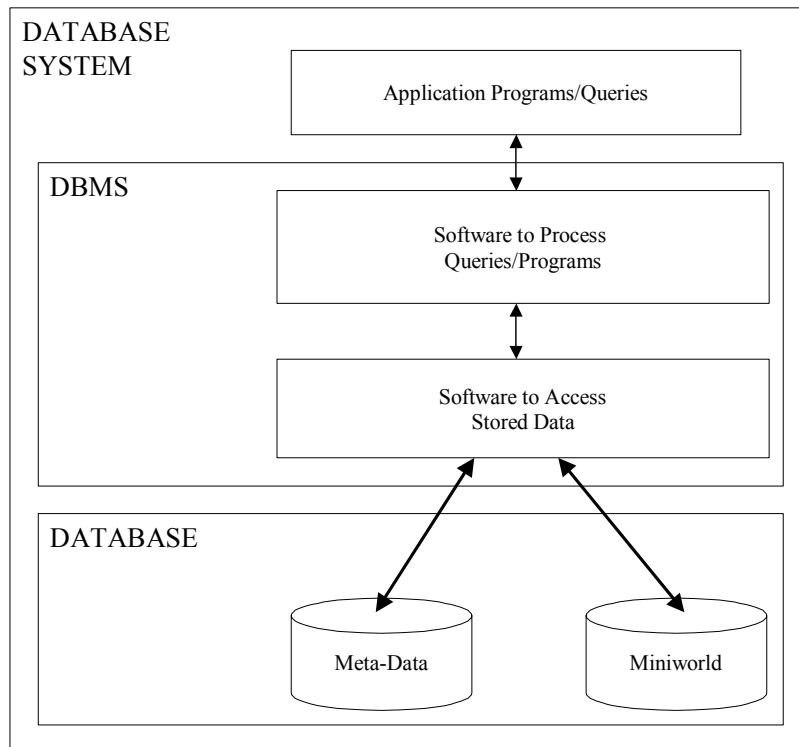 DATABASE
SYSTEM
Application Programs/Queries
DBMS
Software to Process
Queries/Programs
Software to Access
Stored Data
DATABASE
Meta-Data
Miniworld